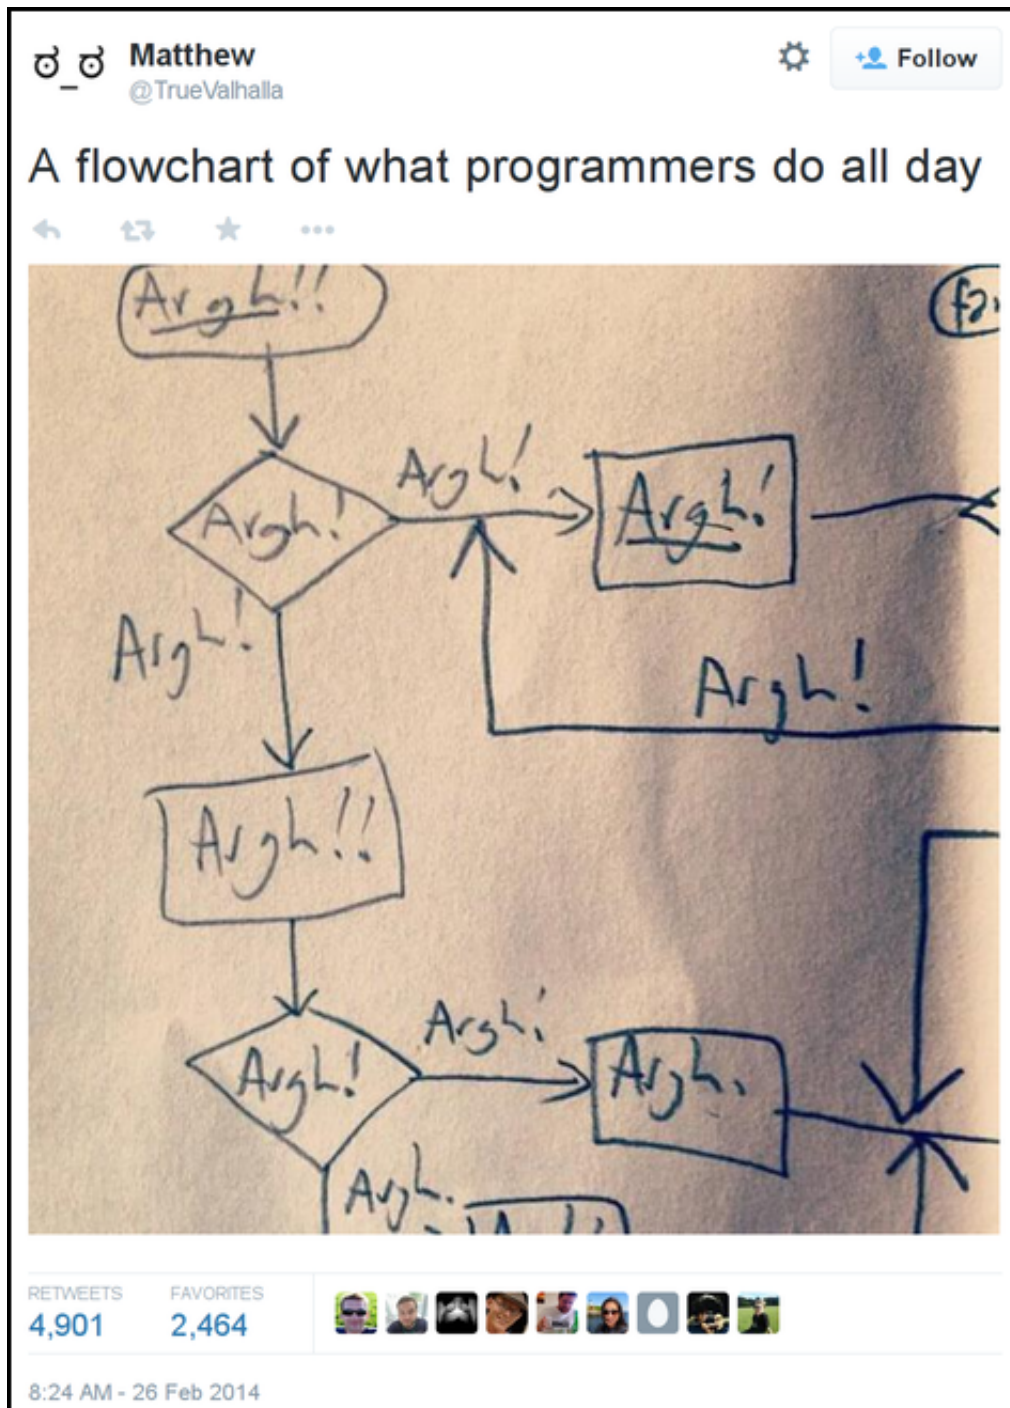 ಠ_ಠ
Matthew
@TrueValhalla
Follow
A flowchart of what programmers do all day
Argh!!
Argh!
Argh!
Argh!
Argh!
Argh!
Argh!!
Argh!
Argh!
Argh.
Argh.
RETWEETS
4,901
FAVORITES
2,464
8:24 AM - 26 Feb 2014